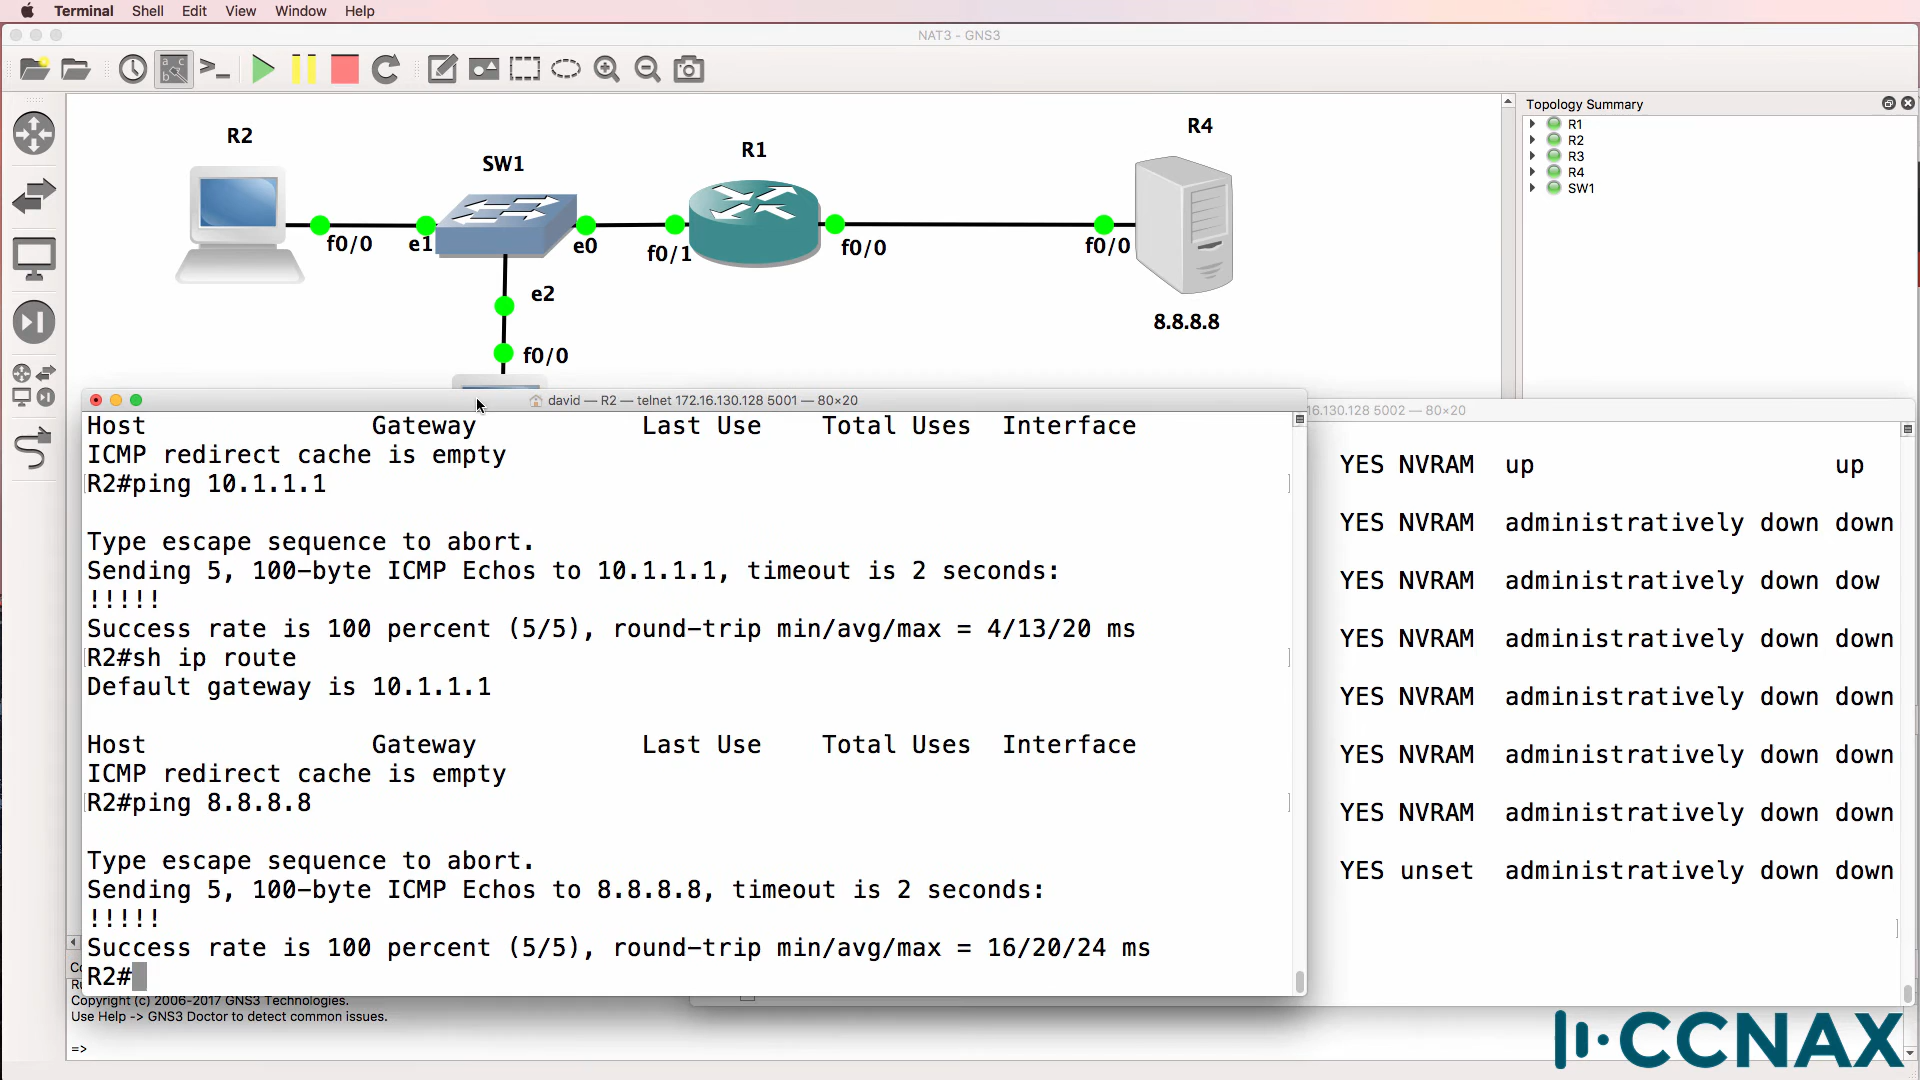 Terminal Shell Edit View Window Help
NAT3 - GNS3
Topology Summary
R1
R2
R3
R4
SW1
R2
SW1
R1
R4
f0/0
e1
e0
f0/1
f0/0
f0/0
e2
8.8.8.8
f0/0
david — R2 — telnet 172.16.130.128 5001 — 80×20
Host Gateway Last Use Total Uses Interface
ICMP redirect cache is empty
R2#ping 10.1.1.1
Type escape sequence to abort.
Sending 5, 100-byte ICMP Echos to 10.1.1.1, timeout is 2 seconds:
!!!!!
Success rate is 100 percent (5/5), round-trip min/avg/max = 4/13/20 ms
R2#sh ip route
Default gateway is 10.1.1.1
Host Gateway Last Use Total Uses Interface
ICMP redirect cache is empty
R2#ping 8.8.8.8
Type escape sequence to abort.
Sending 5, 100-byte ICMP Echos to 8.8.8.8, timeout is 2 seconds:
!!!!!
Success rate is 100 percent (5/5), round-trip min/avg/max = 16/20/24 ms
R2#
16.130.128 5002 — 80×20
YES NVRAM up up
YES NVRAM administratively down down
YES NVRAM administratively down dow
YES NVRAM administratively down down
YES NVRAM administratively down down
YES NVRAM administratively down down
YES NVRAM administratively down down
YES unset administratively down down
Copyright (c) 2006-2017 GNS3 Technologies.
Use Help -> GNS3 Doctor to detect common issues.
=>
CCNAX